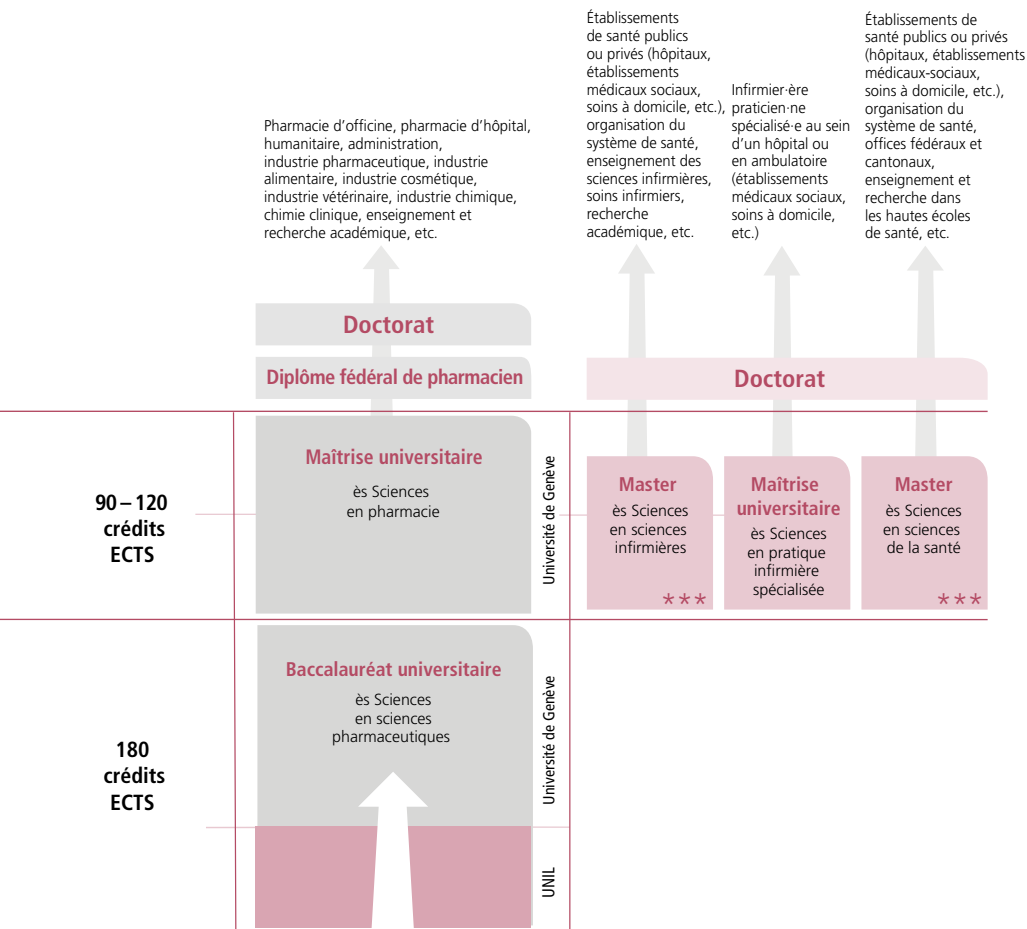 Pharmacie d'officine, pharmacie d'hôpital,
humanitaire, administration,
industrie pharmaceutique, industrie
alimentaire, industrie cosmétique,
industrie vétérinaire, industrie chimique,
chimie clinique, enseignement et
recherche académique, etc.
Établissements
de santé publics
ou privés (hôpitaux,
établissements
médicaux sociaux,
soins à domicile, etc.),
organisation du
système de santé,
enseignement des
sciences infirmières,
soins infirmiers,
recherche
académique, etc.
Infirmier·ère
praticien·ne
spécialisé·e au sein
d'un hôpital ou
en ambulatoire
(établissements
médicaux sociaux,
soins à domicile,
etc.)
Établissements de
santé publics ou privés
(hôpitaux, établissements
médicaux-sociaux,
soins à domicile, etc.),
organisation du
système de santé,
offices fédéraux et
cantonaux,
enseignement et
recherche dans
les hautes écoles
de santé, etc.
Doctorat
Diplôme fédéral de pharmacien
Doctorat
90 – 120
crédits
ECTS
Maîtrise universitaire
ès Sciences
en pharmacie
Université de Genève
Master
ès Sciences
en sciences
infirmières
***
Maîtrise
universitaire
ès Sciences
en pratique
infirmière
spécialisée
Master
ès Sciences
en sciences
de la santé
***
180
crédits
ECTS
Baccalauréat universitaire
ès Sciences
en sciences
pharmaceutiques
Université de Genève
UNIL